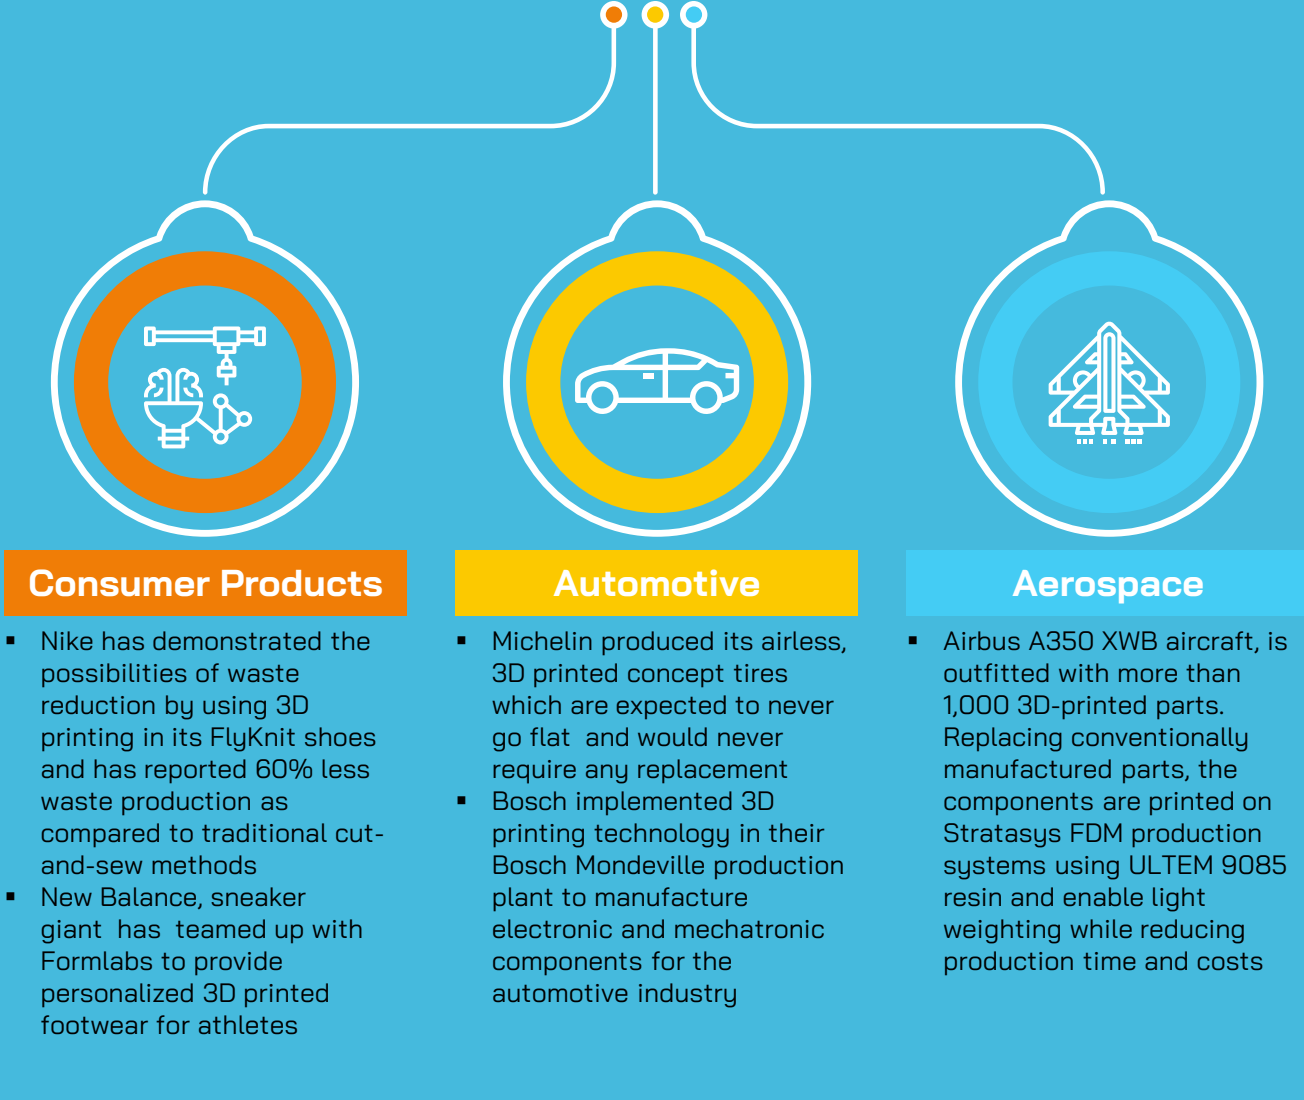 Consumer Products
▪ Nike has demonstrated the
possibilities of waste
reduction by using 3D
printing in its FlyKnit shoes
and has reported 60% less
waste production as
compared to traditional cut-
and-sew methods
▪ New Balance, sneaker
giant  has  teamed up with
Formlabs to provide
personalized 3D printed
footwear for athletes
Automotive
▪ Michelin produced its airless,
3D printed concept tires
which are expected to never
go flat  and would never
require any replacement
▪ Bosch implemented 3D
printing technology in their
Bosch Mondeville production
plant to manufacture
electronic and mechatronic
components for the
automotive industry
Aerospace
▪ Airbus A350 XWB aircraft, is
outfitted with more than
1,000 3D-printed parts.
Replacing conventionally
manufactured parts, the
components are printed on
Stratasys FDM production
systems using ULTEM 9085
resin and enable light
weighting while reducing
production time and costs